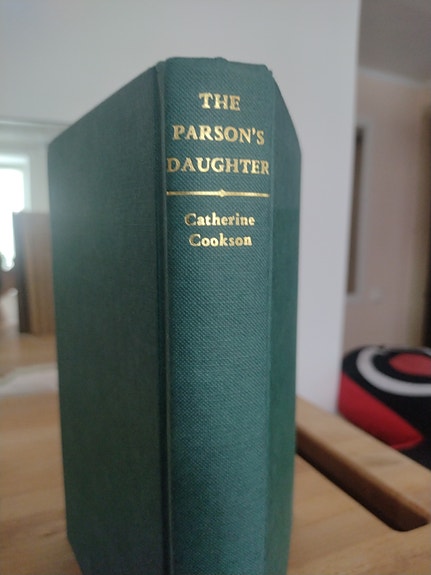 THE
PARSON'S
DAUGHTER
Catherine
Cookson